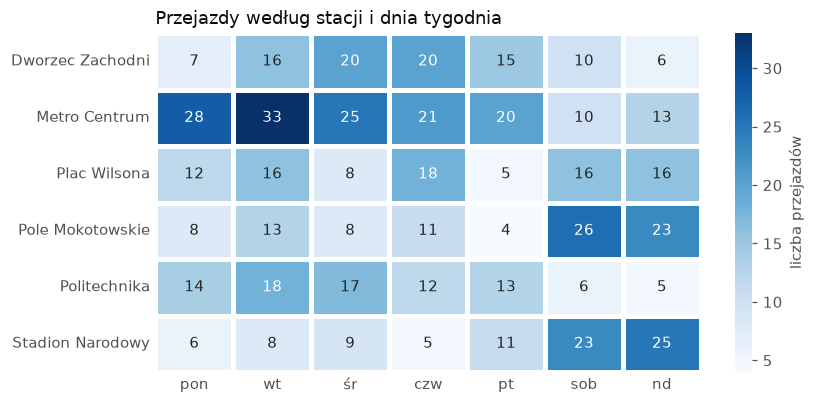 Przejazdy według stacji i dnia tygodnia
Dworzec Zachodni 7 16 20 20 15 10 6
Metro Centrum 28 33 25 21 20 10 13
Plac Wilsona 12 16 8 18 5 16 16
Pole Mokotowskie 8 13 8 11 4 26 23
Politechnika 14 18 17 12 13 6 5
Stadion Narodowy 6 8 9 5 11 23 25
pon wt śr czw pt sob nd
30
25
20
15
10
5
liczba przejazdów